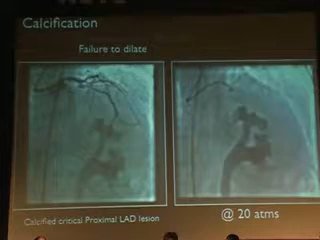 Calcification
Failure to dilate
Calcified critical Proximal LAD lesion
@ 20 atms